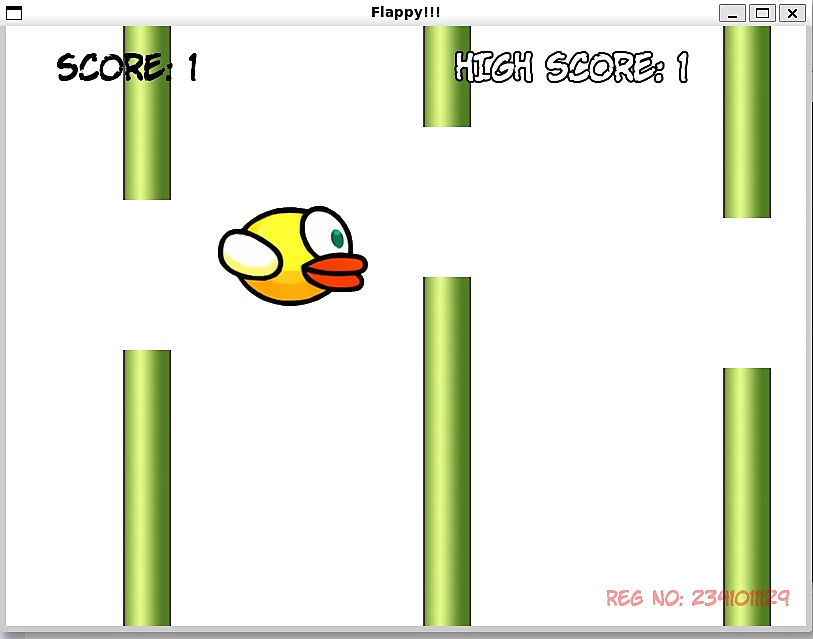 Flappy!!!
SCORE: 1
HIGH SCORE: 1
REG NO: 2341011129